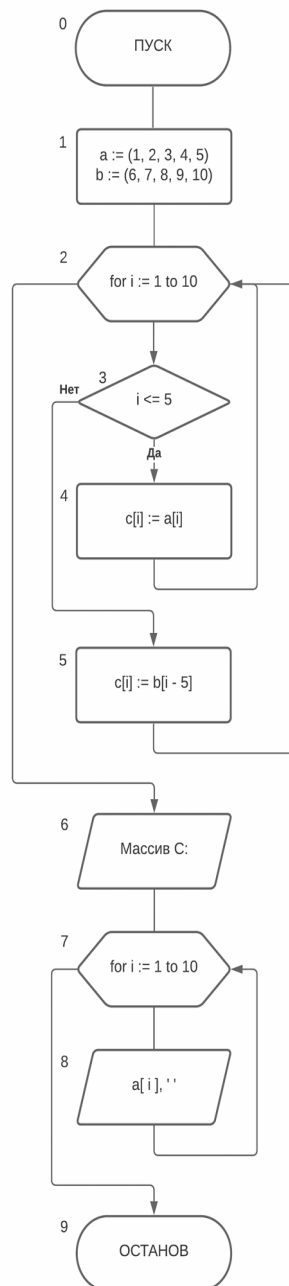 0
ПУСК
1
a := (1, 2, 3, 4, 5)
b := (6, 7, 8, 9, 10)
2
for i := 1 to 10
3
Нет
i <= 5
Да
4
c[i] := a[i]
5
c[i] := b[i - 5]
6
Массив С:
7
for i := 1 to 10
8
a[ i ], ' '
9
ОСТАНОВ